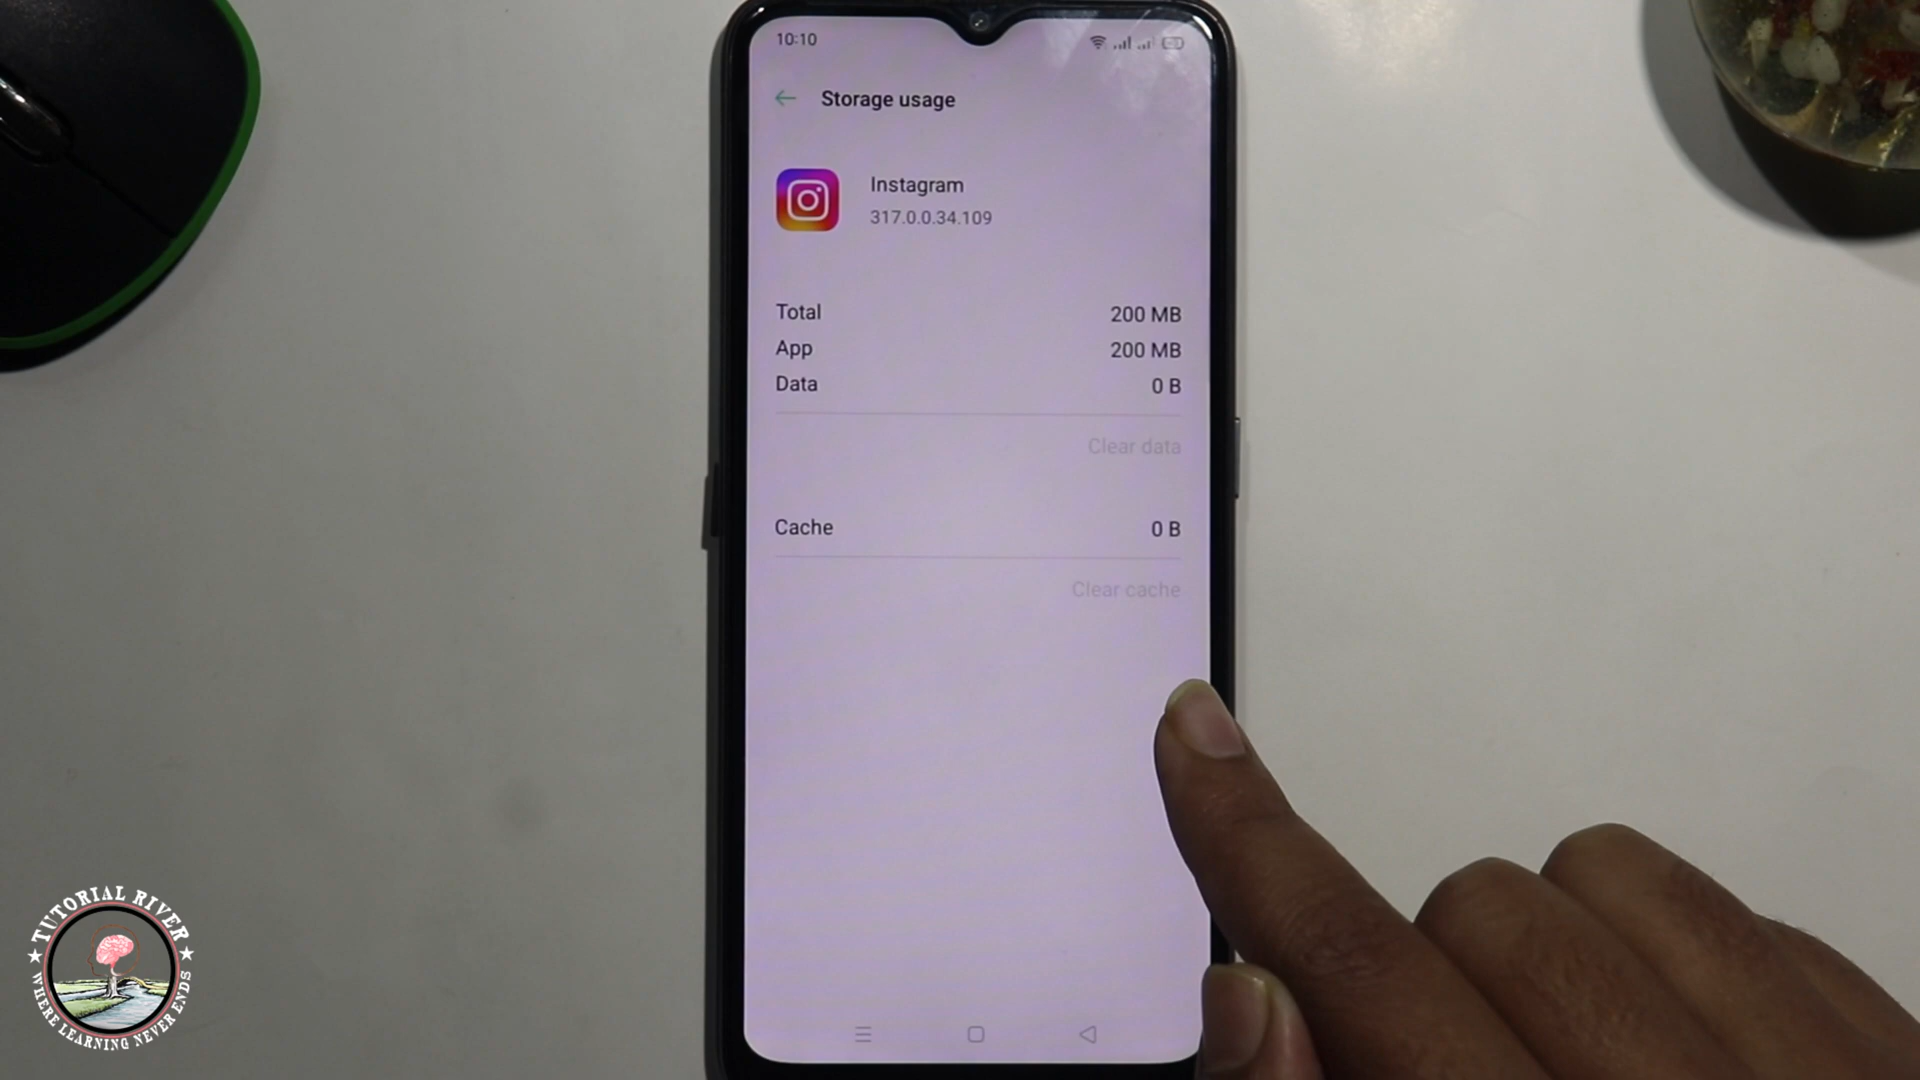 10:10
Storage usage
Instagram
317.0.0.34.109
Total 200 MB
App 200 MB
Data 0 B
Clear data
Cache 0 B
Clear cache
TUTORIAL RIVER
WHERE LEARNING NEVER ENDS